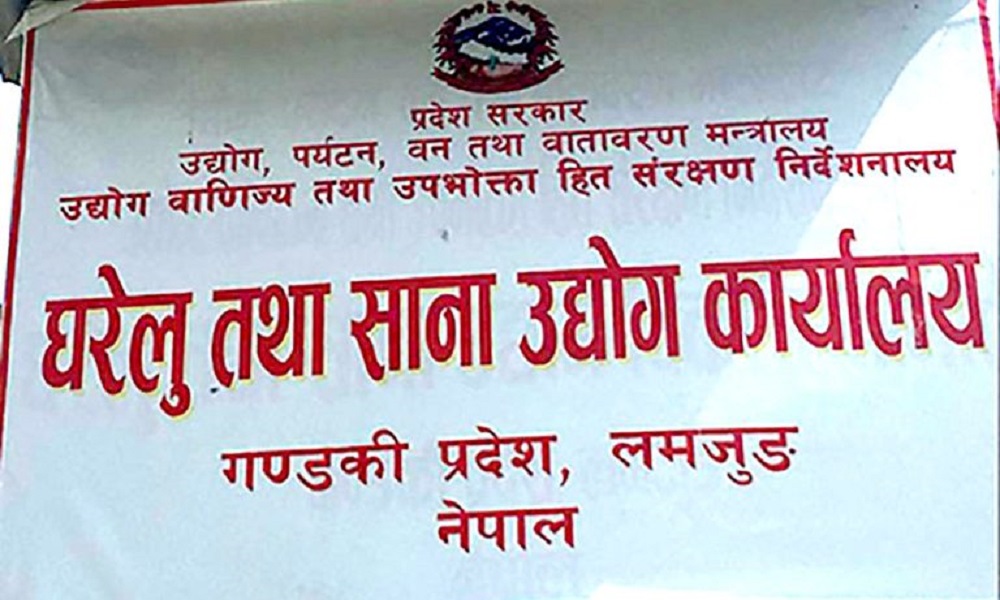 प्रदेश सरकार
उद्योग, पर्यटन, वन तथा वातावरण मन्त्रालय
उद्योग वाणिज्य तथा उपभोक्ता हित संरक्षण निर्देशनालय
घरेलु तथा साना उद्योग कार्यालय
गण्डकी प्रदेश, लमजुङ
नेपाल